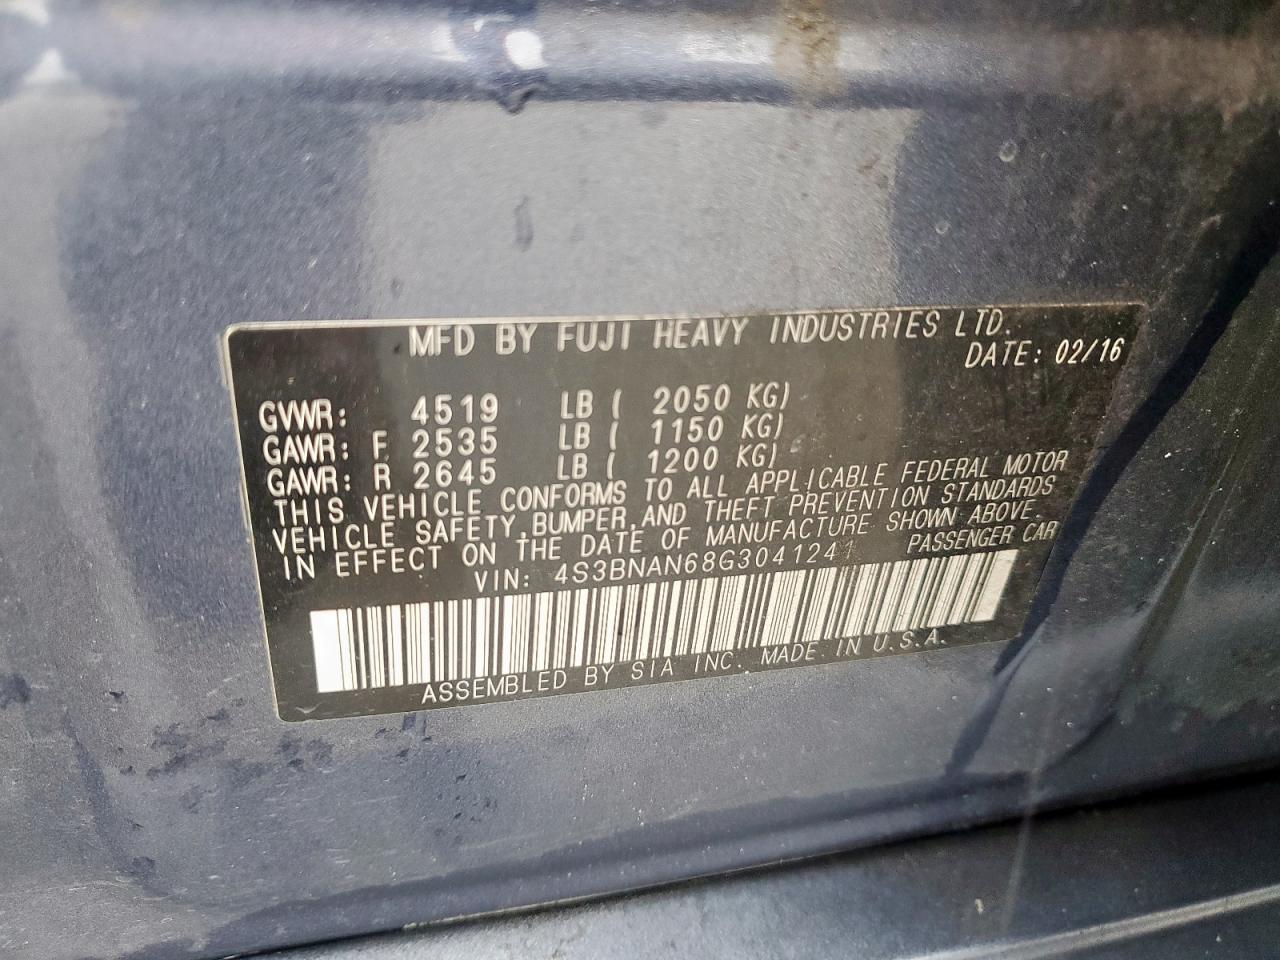 MFD BY FUJI HEAVY INDUSTRIES LTD.
DATE: 02/16
GVWR: 4519 LB ( 2050 KG)
GAWR: F 2535 LB ( 1150 KG)
GAWR: R 2645 LB ( 1200 KG)
THIS VEHICLE CONFORMS TO ALL APPLICABLE FEDERAL MOTOR
VEHICLE SAFETY, BUMPER, AND THEFT PREVENTION STANDARDS
IN EFFECT ON THE DATE OF MANUFACTURE SHOWN ABOVE.
VIN: 4S3BNAN68G3041241 PASSENGER CAR
ASSEMBLED BY SIA INC. MADE IN U.S.A.